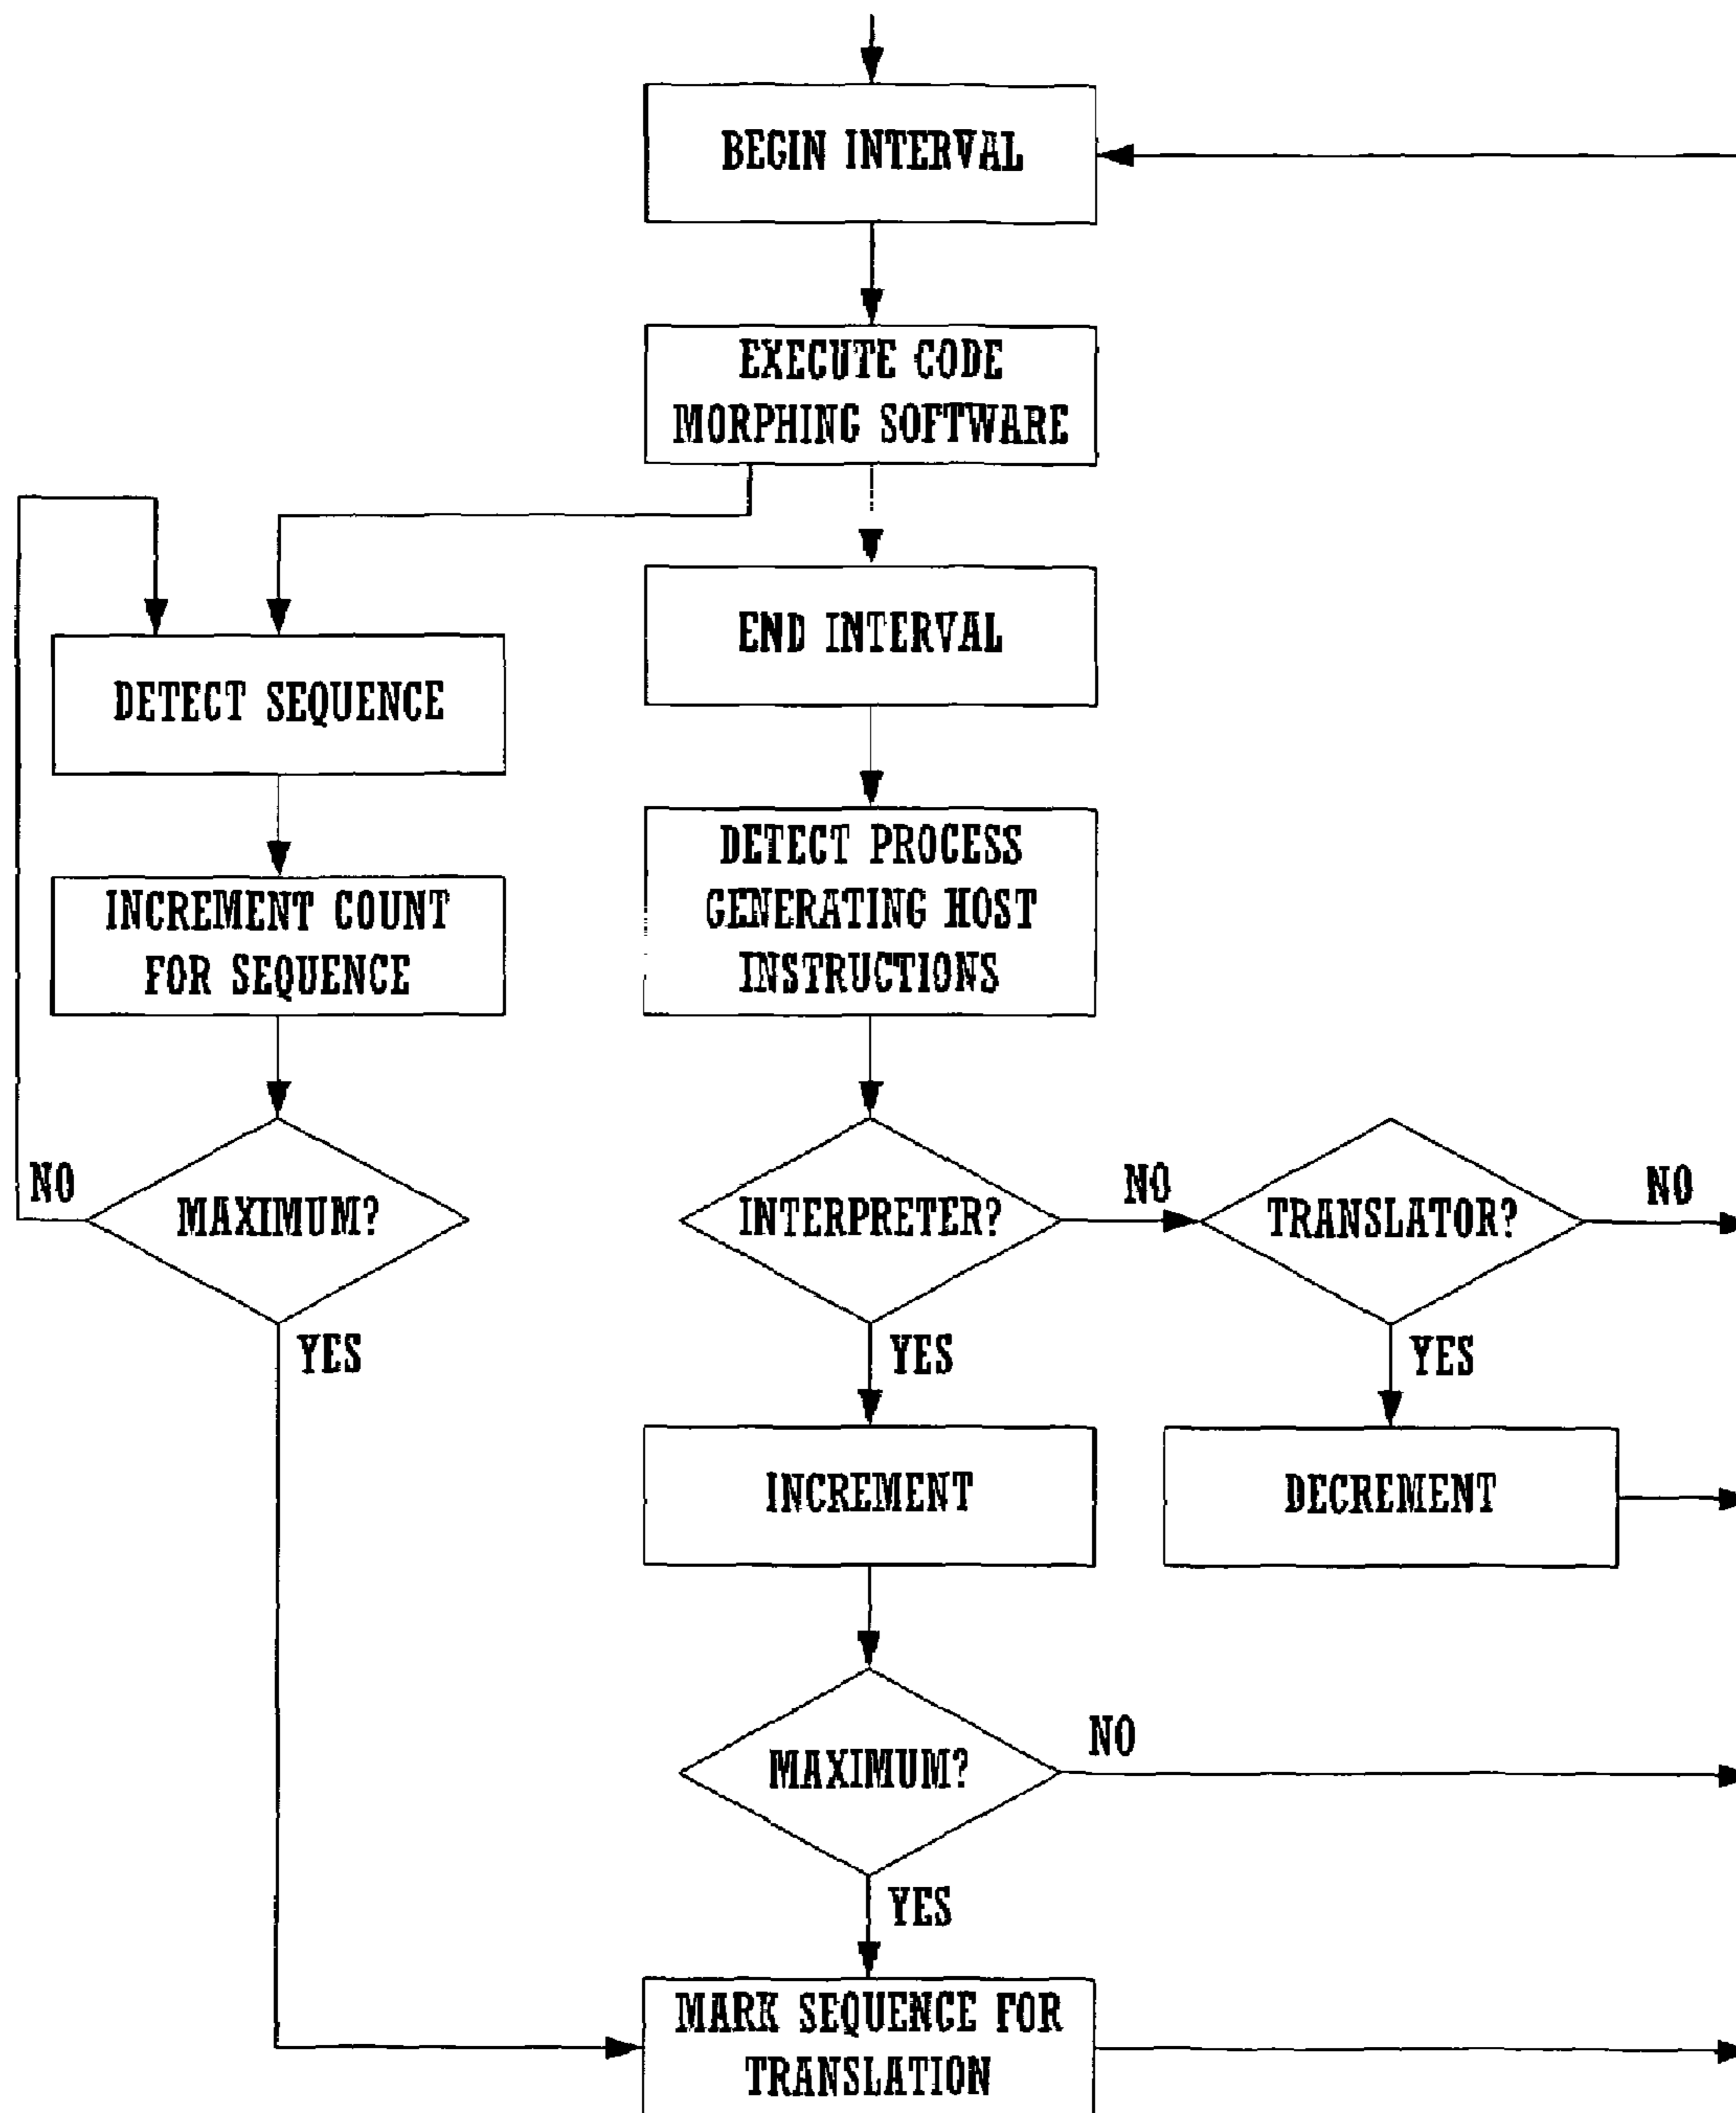 BEGIN INTERVAL
EXECUTE CODE
MORPHING SOFTWARE
END INTERVAL
DETECT SEQUENCE
DETECT PROCESS
GENERATING HOST
INSTRUCTIONS
INCREMENT COUNT
FOR SEQUENCE
NO
MAXIMUM?
YES
INTERPRETER?
NO
YES
TRANSLATOR?
NO
YES
INCREMENT
DECREMENT
MAXIMUM?
NO
YES
MARK SEQUENCE FOR
TRANSLATION